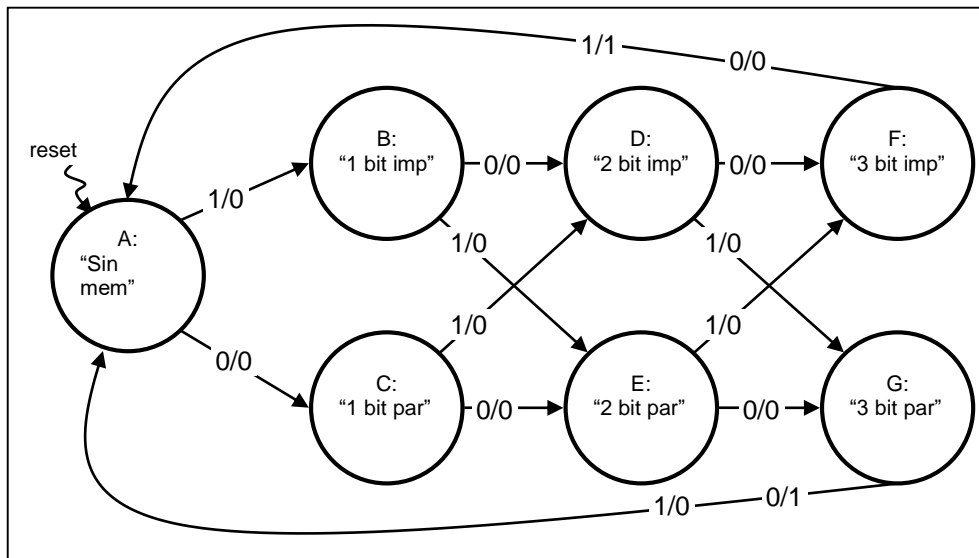 1/1
0/0
reset
A:
“Sin
mem”
1/0
0/0
B:
“1 bit imp”
0/0
1/0
D:
“2 bit imp”
0/0
1/0
F:
“3 bit imp”
C:
“1 bit par”
1/0
0/0
E:
“2 bit par”
1/0
0/0
G:
“3 bit par”
1/0
0/1